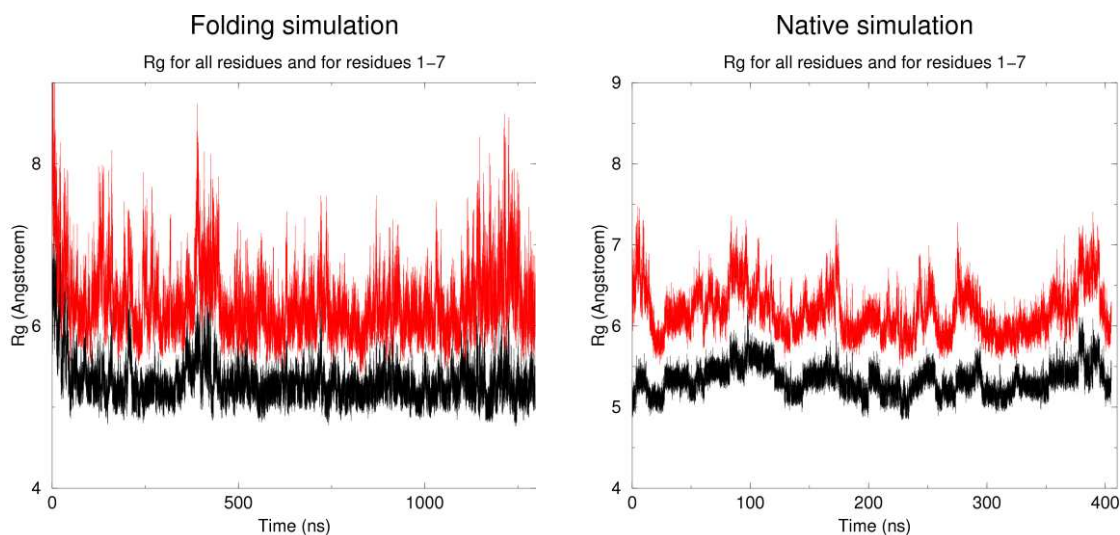 Folding simulation
Rg for all residues and for residues 1−7
Rg (Angstroem)
8
6
4
0
500
1000
Time (ns)
Native simulation
Rg for all residues and for residues 1−7
Rg (Angstroem)
9
8
7
6
5
4
0
100
200
300
400
Time (ns)